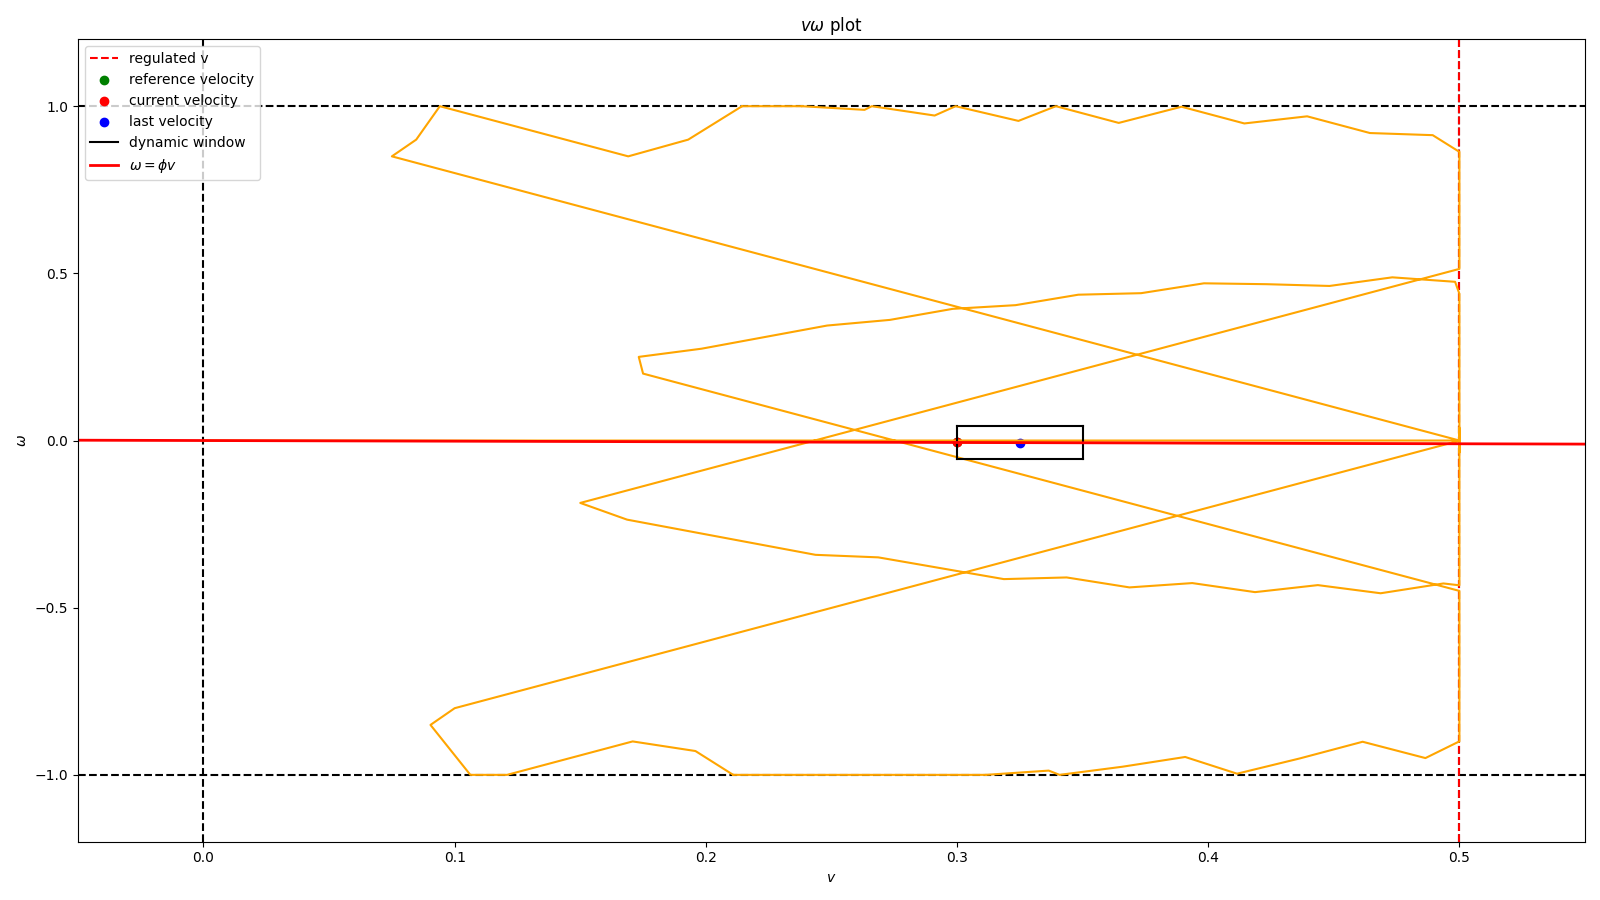 vω plot
regulated v
reference velocity
current velocity
last velocity
dynamic window
ω = ϕv
1.0
0.5
0.0
−0.5
−1.0
ω
0.0 0.1 0.2 0.3 0.4 0.5
v